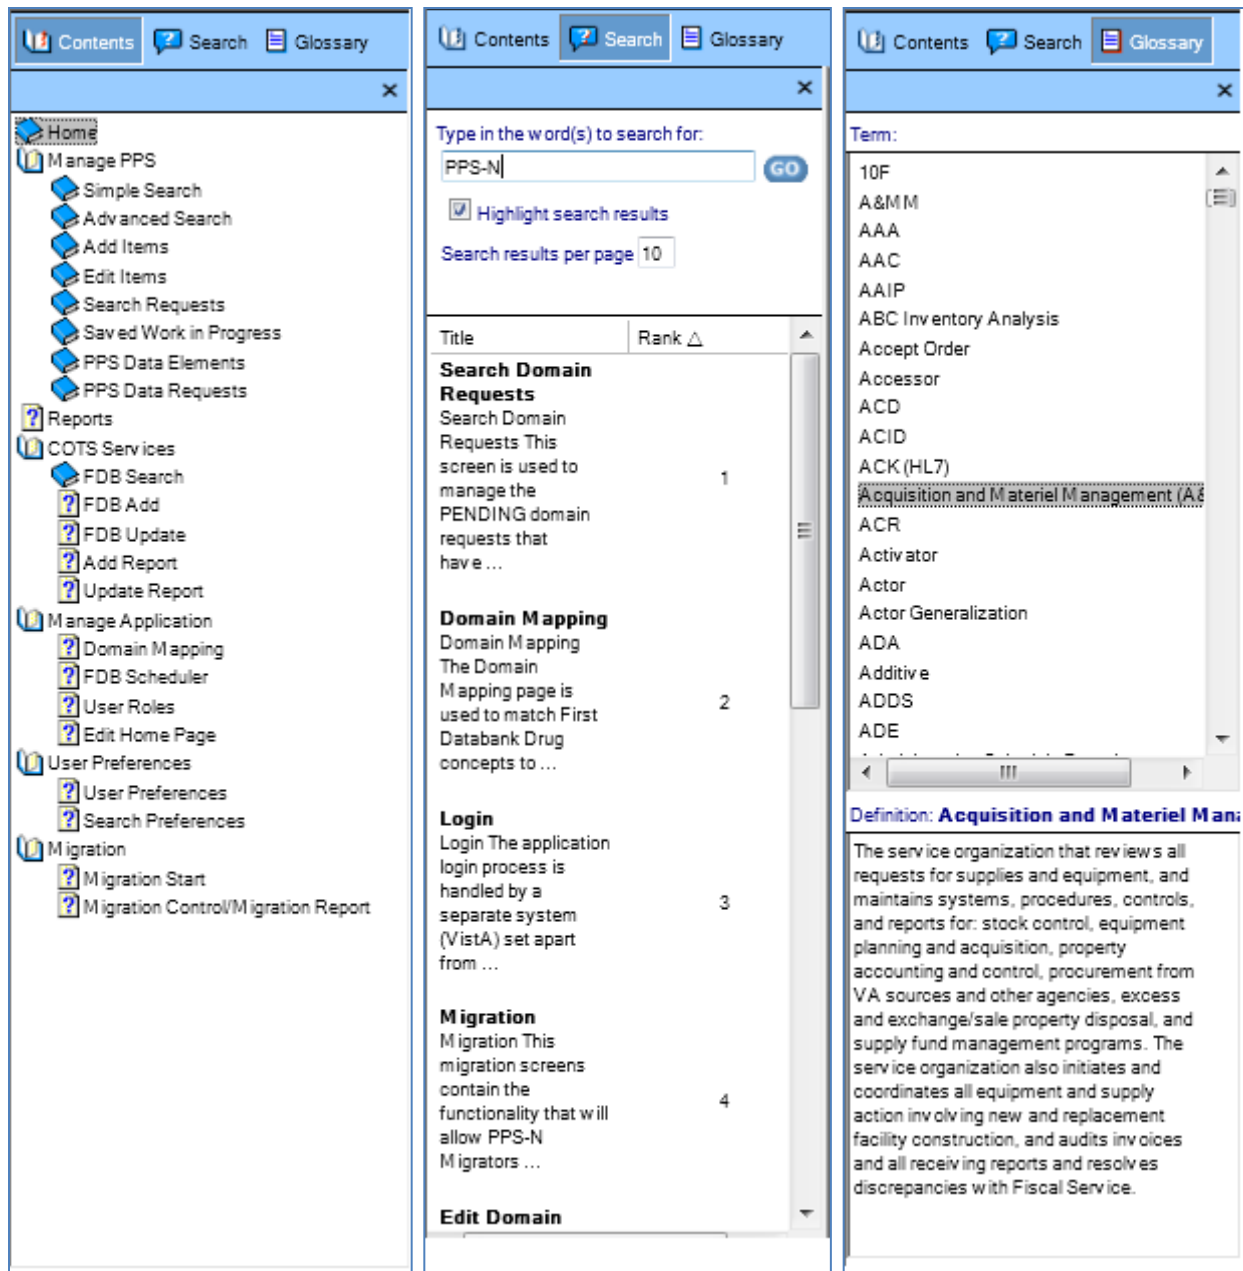 Contents Search Glossary
×
Home
Manage PPS
Simple Search
Advanced Search
Add Items
Edit Items
Search Requests
Saved Work in Progress
PPS Data Elements
PPS Data Requests
Reports
COTS Services
FDB Search
FDB Add
FDB Update
Add Report
Update Report
Manage Application
Domain Mapping
FDB Scheduler
User Roles
Edit Home Page
User Preferences
User Preferences
Search Preferences
Migration
Migration Start
Migration Control/Migration Report
Contents Search Glossary
×
Type in the word(s) to search for:
PPS-N GO
Highlight search results
Search results per page 10
Title Rank △
Search Domain
Requests
Search Domain
Requests This
screen is used to
manage the
PENDING domain
requests that
have ...
1
Domain Mapping
Domain Mapping
The Domain
Mapping page is
used to match First
Databank Drug
concepts to ...
2
Login
Login The application
login process is
handled by a
separate system
(VistA) set apart
from ...
3
Migration
Migration This
migration screens
contain the
functionality that will
allow PPS-N
Migrators ...
4
Edit Domain
Contents Search Glossary
×
Term:
10F
A&MM
AAA
AAC
AAIP
ABC Inventory Analysis
Accept Order
Accessor
ACD
ACID
ACK (HL7)
Acquisition and Materiel Management (A&
ACR
Activator
Actor
Actor Generalization
ADA
Additive
ADDS
ADE
Definition: Acquisition and Materiel Mana
The service organization that reviews all
requests for supplies and equipment, and
maintains systems, procedures, controls,
and reports for: stock control, equipment
planning and acquisition, property
accounting and control, procurement from
VA sources and other agencies, excess
and exchange/sale property disposal, and
supply fund management programs. The
service organization also initiates and
coordinates all equipment and supply
action involving new and replacement
facility construction, and audits invoices
and all receiving reports and resolves
discrepancies with Fiscal Service.